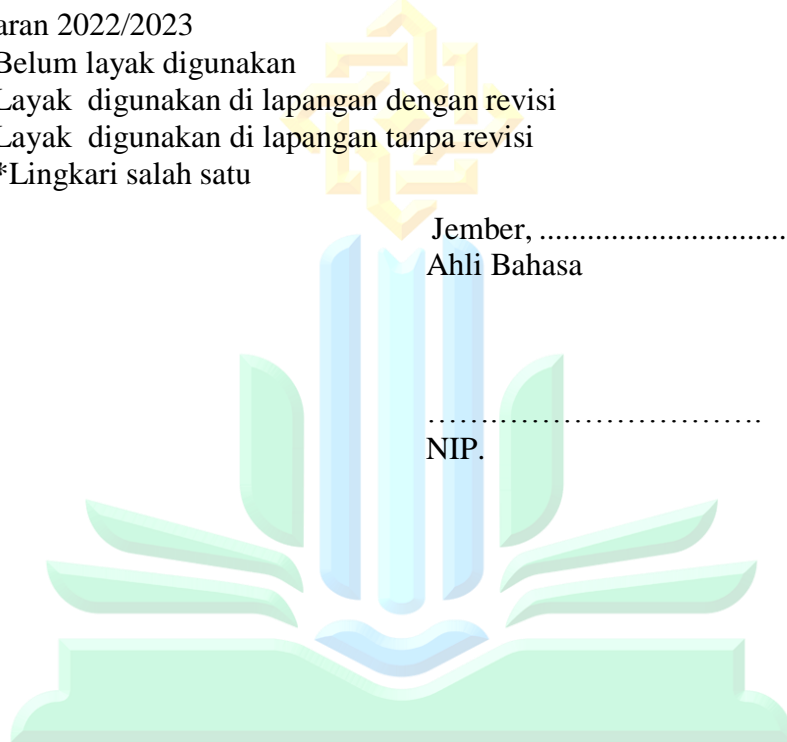 aran 2022/2023
Belum layak digunakan
Layak digunakan di lapangan dengan revisi
Layak digunakan di lapangan tanpa revisi
*Lingkari salah satu
Jember, ...............................
Ahli Bahasa
……………………………….
NIP.